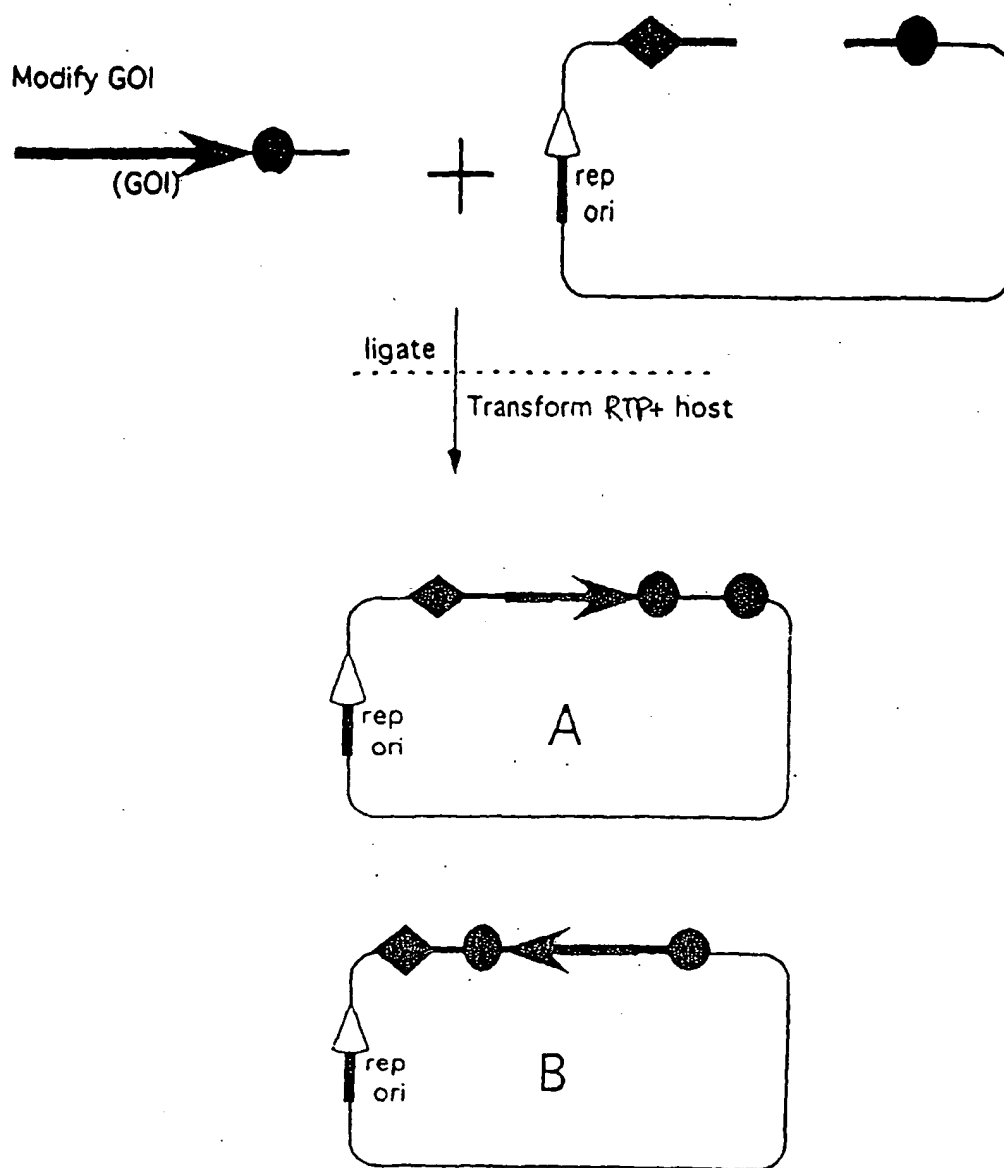 Modify GOI
(GOI)
rep
ori
ligate
Transform RTP+ host
rep
ori
A
rep
ori
B